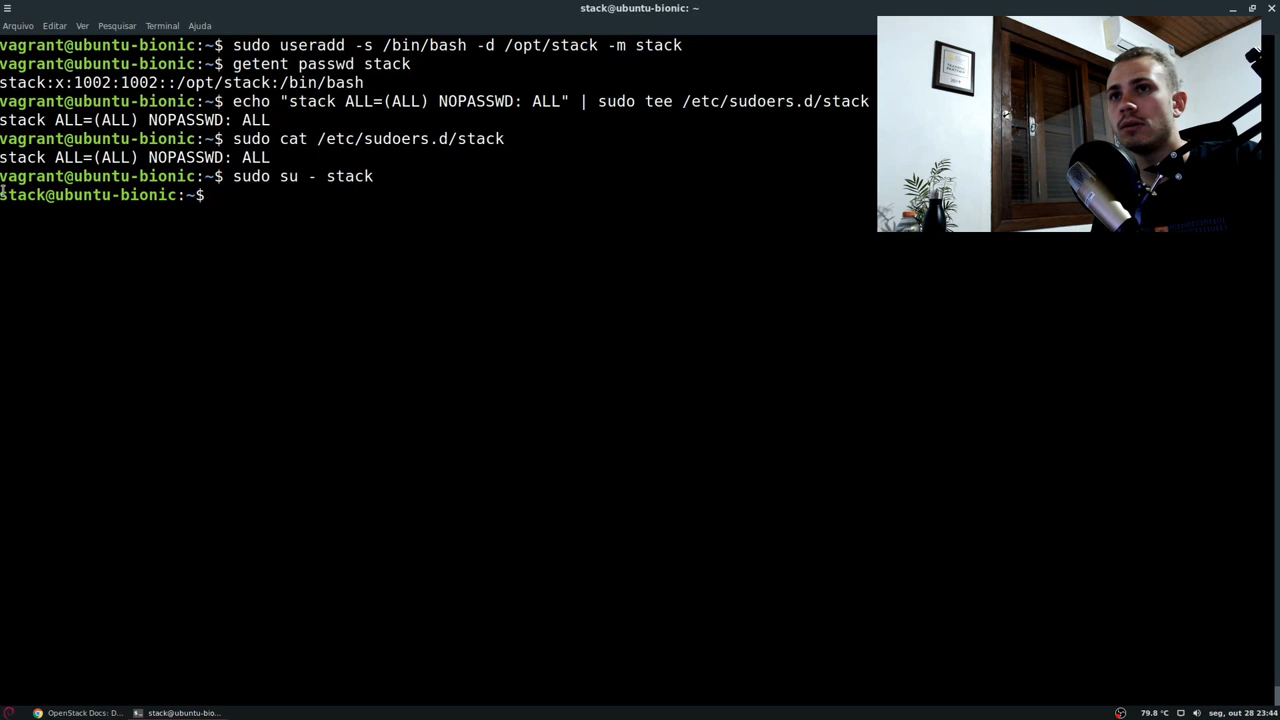 stack@ubuntu-bionic: ~
Arquivo Editar Ver Pesquisar Terminal Ajuda
vagrant@ubuntu-bionic:~$ sudo useradd -s /bin/bash -d /opt/stack -m stack
vagrant@ubuntu-bionic:~$ getent passwd stack
stack:x:1002:1002::/opt/stack:/bin/bash
vagrant@ubuntu-bionic:~$ echo "stack ALL=(ALL) NOPASSWD: ALL" | sudo tee /etc/sudoers.d/stack
stack ALL=(ALL) NOPASSWD: ALL
vagrant@ubuntu-bionic:~$ sudo cat /etc/sudoers.d/stack
stack ALL=(ALL) NOPASSWD: ALL
vagrant@ubuntu-bionic:~$ sudo su - stack
stack@ubuntu-bionic:~$
OpenStack Docs: D... stack@ubuntu-bio... 79.8 °C seg, out 28 23:44